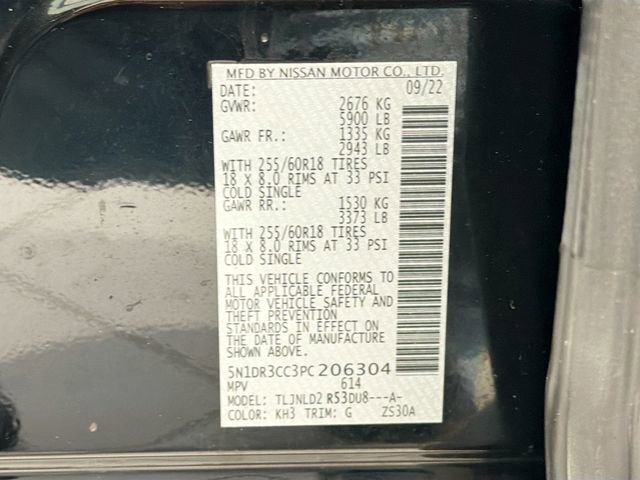 MFD BY NISSAN MOTOR CO., LTD.
DATE: 09/22
GVWR: 2676 KG
5900 LB
GAWR FR.: 1335 KG
2943 LB
WITH 255/60R18 TIRES
18 X 8.0 RIMS AT 33 PSI
COLD SINGLE
GAWR RR.: 1530 KG
3373 LB
WITH 255/60R18 TIRES
18 X 8.0 RIMS AT 33 PSI
COLD SINGLE
THIS VEHICLE CONFORMS TO
ALL APPLICABLE FEDERAL
MOTOR VEHICLE SAFETY AND
THEFT PREVENTION
STANDARDS IN EFFECT ON
THE DATE OF MANUFACTURE
SHOWN ABOVE.
5N1DR3CC3PC206304
MPV 614
MODEL: TLJNLD2 R53DU8---A-
COLOR: KH3 TRIM: G ZS30A